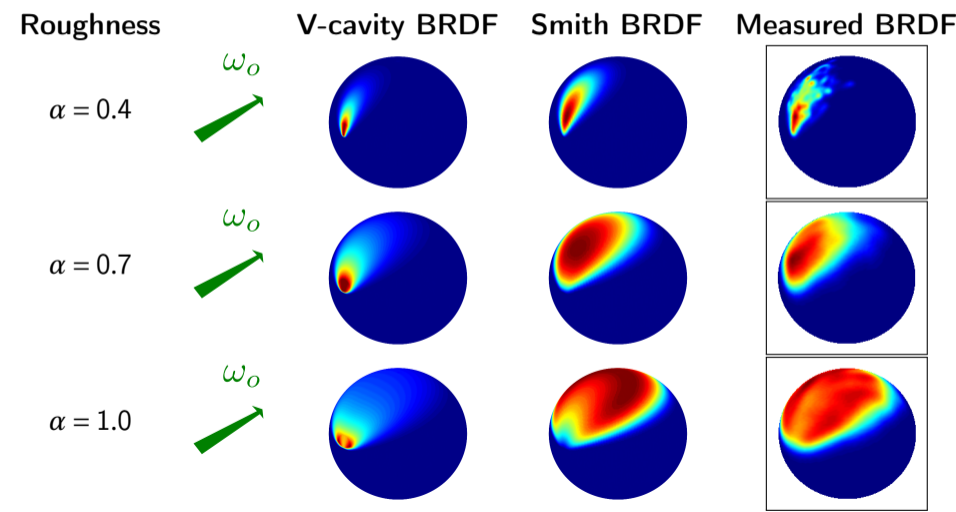 Roughness V-cavity BRDF Smith BRDF Measured BRDF
ωₒ
α = 0.4
ωₒ
α = 0.7
ωₒ
α = 1.0